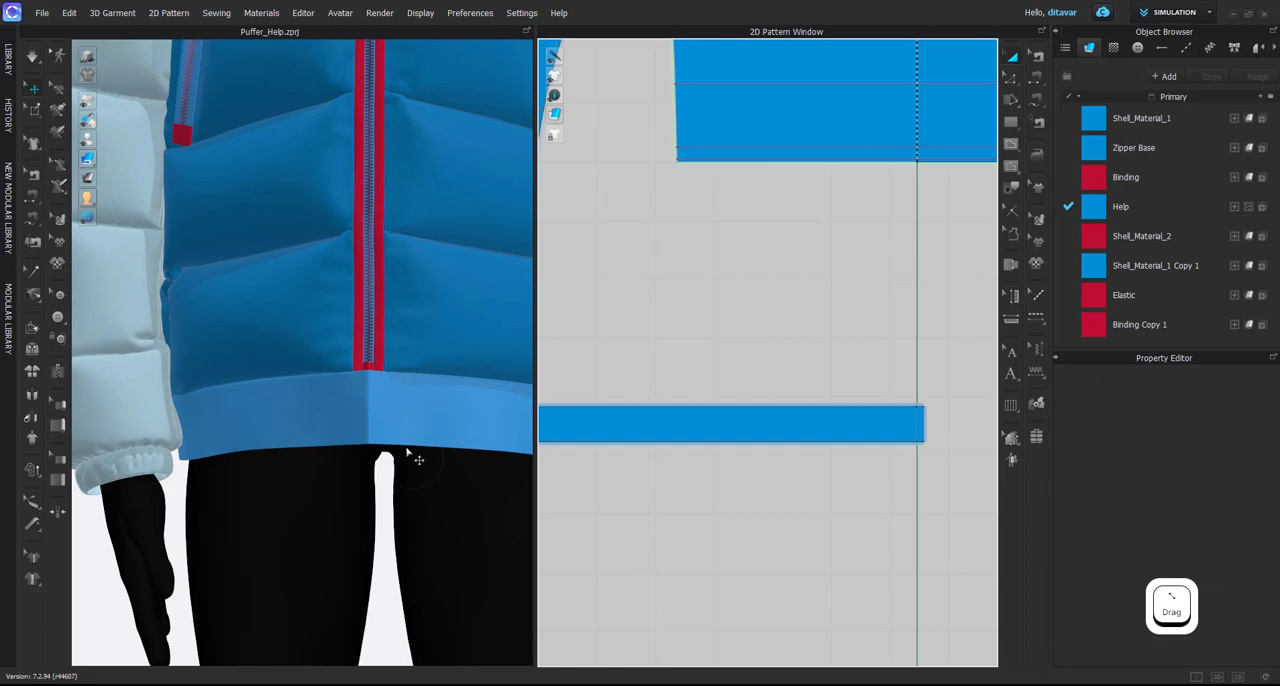 File Edit 3D Garment 2D Pattern Sewing Materials Editor Avatar Render Display Preferences Settings Help
Hello, ditavar
SIMULATION
Puffer_Help.zprj
2D Pattern Window
Object Browser
LIBRARY
HISTORY
NEW MODULAR LIBRARY
MODULAR LIBRARY
+ Add Copy Assign
Primary
Shell_Material_1
Zipper Base
Binding
Help
Shell_Material_2
Shell_Material_1 Copy 1
Elastic
Binding Copy 1
Property Editor
Drag
Version: 7.2.94 (r44607)
3D
2D